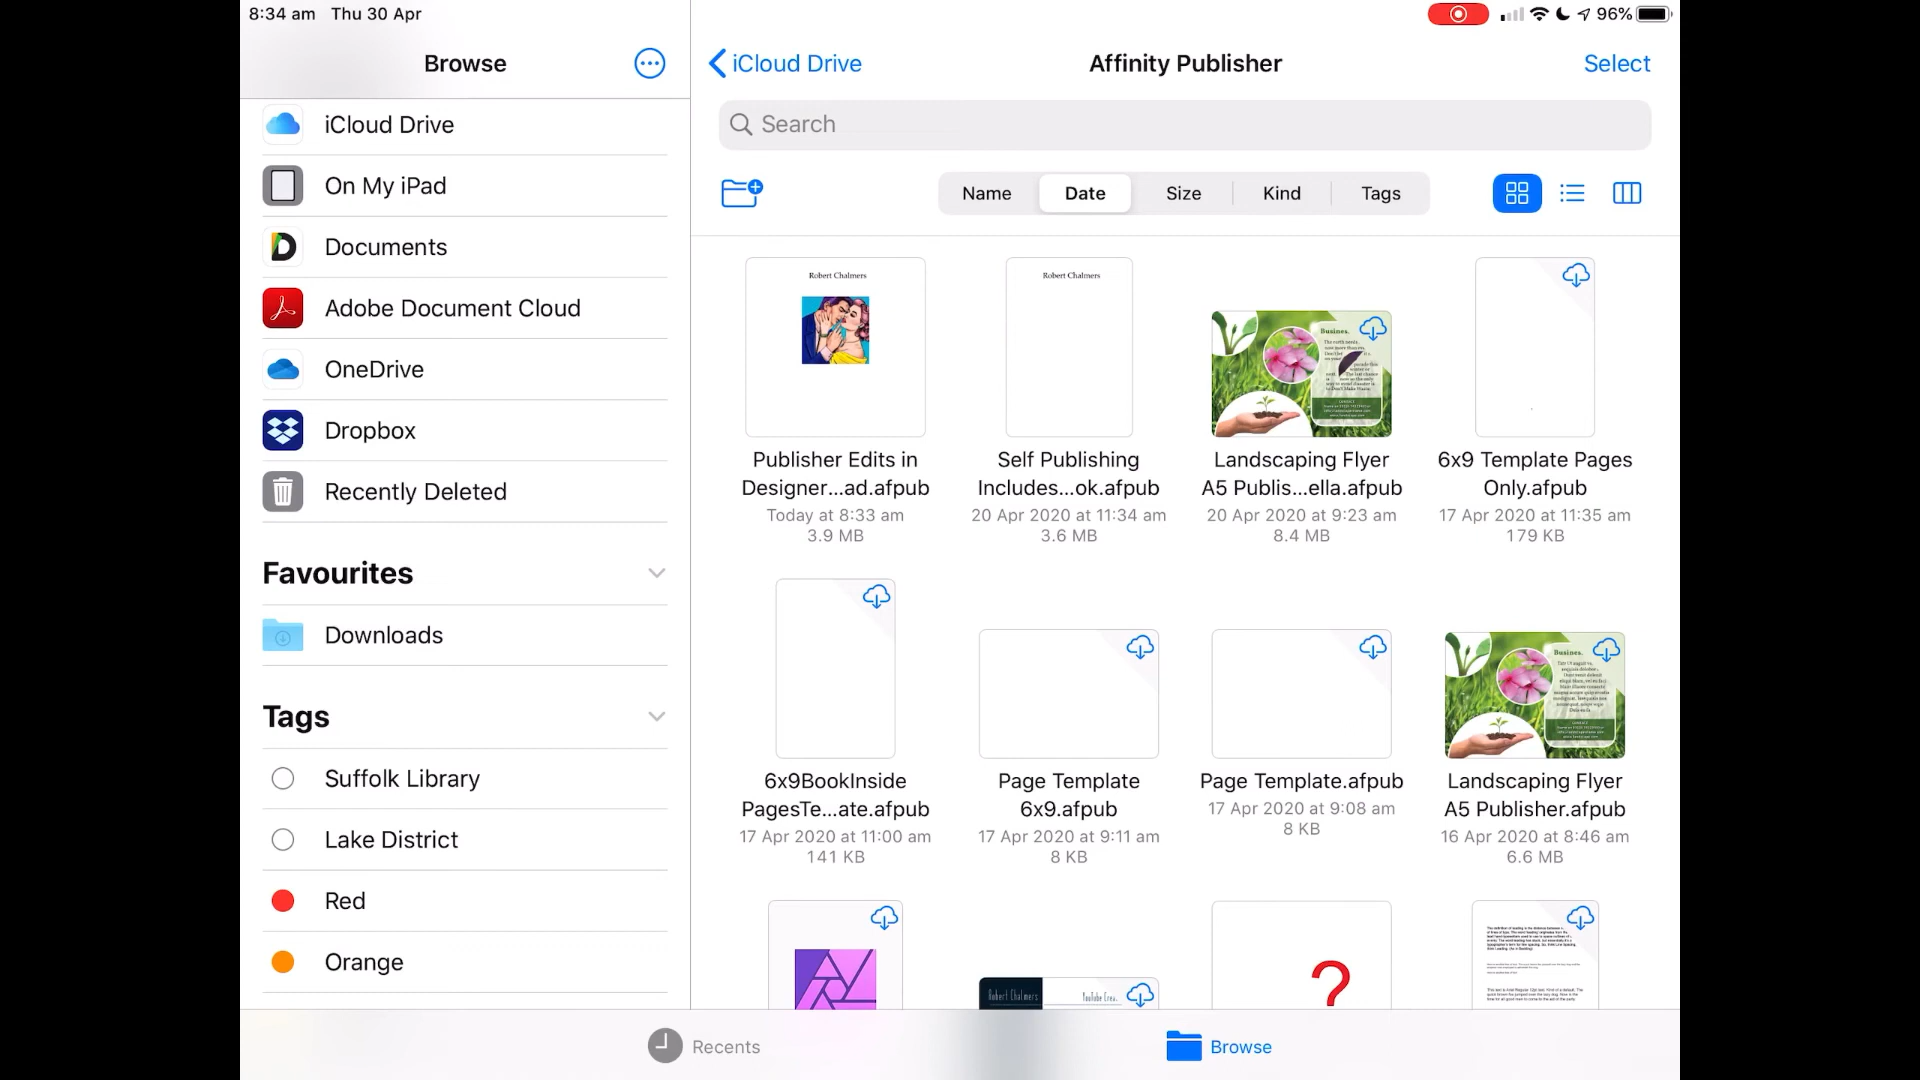 8:34 am Thu 30 Apr
96%
Browse
iCloud Drive
On My iPad
Documents
Adobe Document Cloud
OneDrive
Dropbox
Recently Deleted
Favourites
Downloads
Tags
Suffolk Library
Lake District
Red
Orange
iCloud Drive
Affinity Publisher
Select
Search
Name Date Size Kind Tags
Robert Chalmers
Publisher Edits in
Designer...ad.afpub
Today at 8:33 am
3.9 MB
Robert Chalmers
Self Publishing
Includes...ok.afpub
20 Apr 2020 at 11:34 am
3.6 MB
Busines.
Landscaping Flyer
A5 Publis...ella.afpub
20 Apr 2020 at 9:23 am
8.4 MB
6x9 Template Pages
Only.afpub
17 Apr 2020 at 11:35 am
179 KB
6x9BookInside
PagesTe...ate.afpub
17 Apr 2020 at 11:00 am
141 KB
Page Template
6x9.afpub
17 Apr 2020 at 9:11 am
8 KB
Page Template.afpub
17 Apr 2020 at 9:08 am
8 KB
Busines.
Landscaping Flyer
A5 Publisher.afpub
16 Apr 2020 at 8:46 am
6.6 MB
Robert Chalmers
YouTube Crea.
?
Recents
Browse